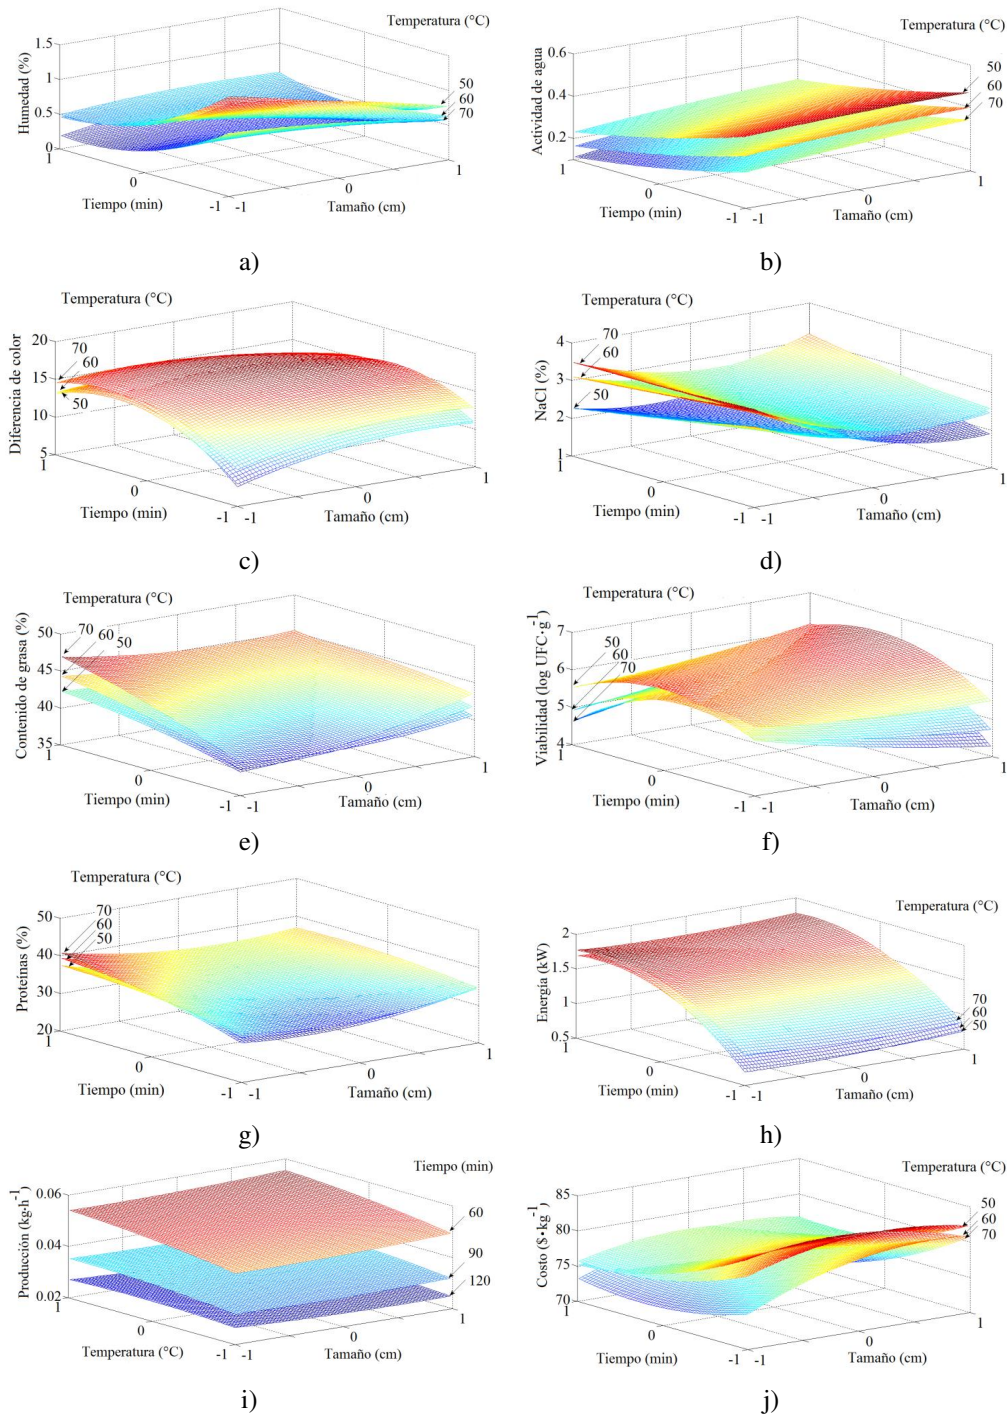 Temperatura (°C)
1.5
1
0.5
0
Humedad (%)
50
60
70
1
0
-1
Tiempo (min)
-1
0
1
Tamaño (cm)
a)
Temperatura (°C)
0.6
0.4
0.2
Actividad de agua
50
60
70
1
0
-1
Tiempo (min)
-1
0
1
Tamaño (cm)
b)
Temperatura (°C)
20
15
10
5
Diferencia de color
70
60
50
1
0
-1
Tiempo (min)
-1
0
1
Tamaño (cm)
c)
Temperatura (°C)
4
3
2
1
NaCl (%)
70
60
50
1
0
-1
Tiempo (min)
-1
0
1
Tamaño (cm)
d)
Temperatura (°C)
50
45
40
35
Contenido de grasa (%)
70
60
50
1
0
-1
Tiempo (min)
-1
0
1
Tamaño (cm)
e)
Temperatura (°C)
7
6
5
4
Viabilidad (log UFC·g⁻¹)
50
60
70
1
0
-1
Tiempo (min)
-1
0
1
Tamaño (cm)
f)
Temperatura (°C)
50
40
30
20
Proteínas (%)
70
60
50
1
0
-1
Tiempo (min)
-1
0
1
Tamaño (cm)
g)
Temperatura (°C)
2
1.5
1
0.5
Energía (kW)
70
60
50
1
0
-1
Tiempo (min)
-1
0
1
Tamaño (cm)
h)
Tiempo (min)
0.06
0.04
0.02
Produccion (kg·h⁻¹)
60
90
120
1
0
-1
Temperatura (°C)
-1
0
1
Tamaño (cm)
i)
Temperatura (°C)
85
80
75
70
Costo ($•kg⁻¹)
50
60
70
1
0
-1
Tiempo (min)
-1
0
1
Tamaño (cm)
j)